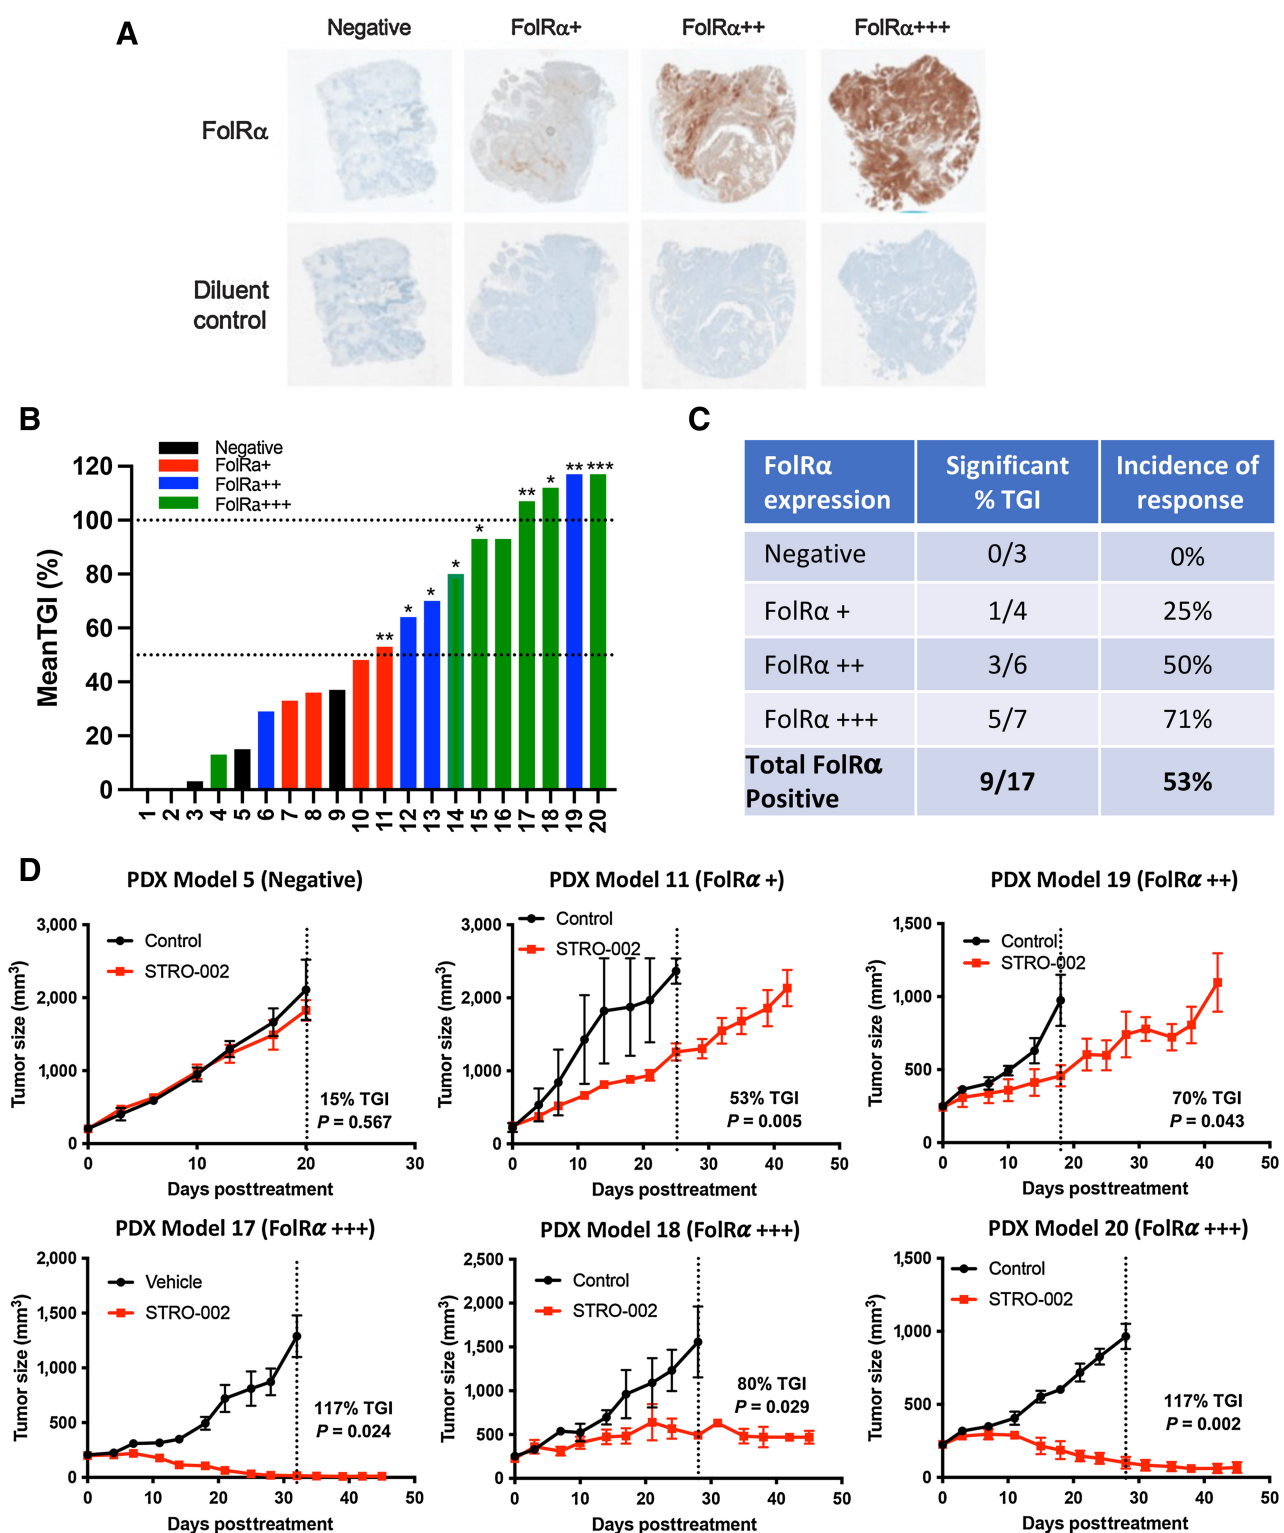 A
Negative
FolRα+
FolRα++
FolRα+++
FolRα
Diluent
control
B
Negative
FolRa+
FolRa++
FolRa+++
MeanTGI (%)
120
100
80
60
40
20
0
** * * * * ** * ** ***
1 2 3 4 5 6 7 8 9 10 11 12 13 14 15 16 17 18 19 20
C
FolRα expression
Significant % TGI
Incidence of response
Negative 0/3 0%
FolRα + 1/4 25%
FolRα ++ 3/6 50%
FolRα +++ 5/7 71%
Total FolRα Positive 9/17 53%
D
PDX Model 5 (Negative)
Tumor size (mm³)
3,000
2,000
1,000
0
Control
STRO-002
15% TGI
P = 0.567
0 10 20 30
Days posttreatment
PDX Model 11 (FolRα +)
Tumor size (mm³)
3,000
2,000
1,000
0
Control
STRO-002
53% TGI
P = 0.005
0 10 20 30 40 50
Days posttreatment
PDX Model 19 (FolRα ++)
Tumor size (mm³)
1,500
1,000
500
0
Control
STRO-002
70% TGI
P = 0.043
0 10 20 30 40 50
Days posttreatment
PDX Model 17 (FolRα +++)
Tumor size (mm³)
2,000
1,500
1,000
500
0
Vehicle
STRO-002
117% TGI
P = 0.024
0 10 20 30 40 50
Days posttreatment
PDX Model 18 (FolRα +++)
Tumor size (mm³)
2,500
2,000
1,500
1,000
500
0
Control
STRO-002
80% TGI
P = 0.029
0 10 20 30 40 50
Days posttreatment
PDX Model 20 (FolRα +++)
Tumor size (mm³)
1,500
1,000
500
0
Control
STRO-002
117% TGI
P = 0.002
0 10 20 30 40 50
Days posttreatment